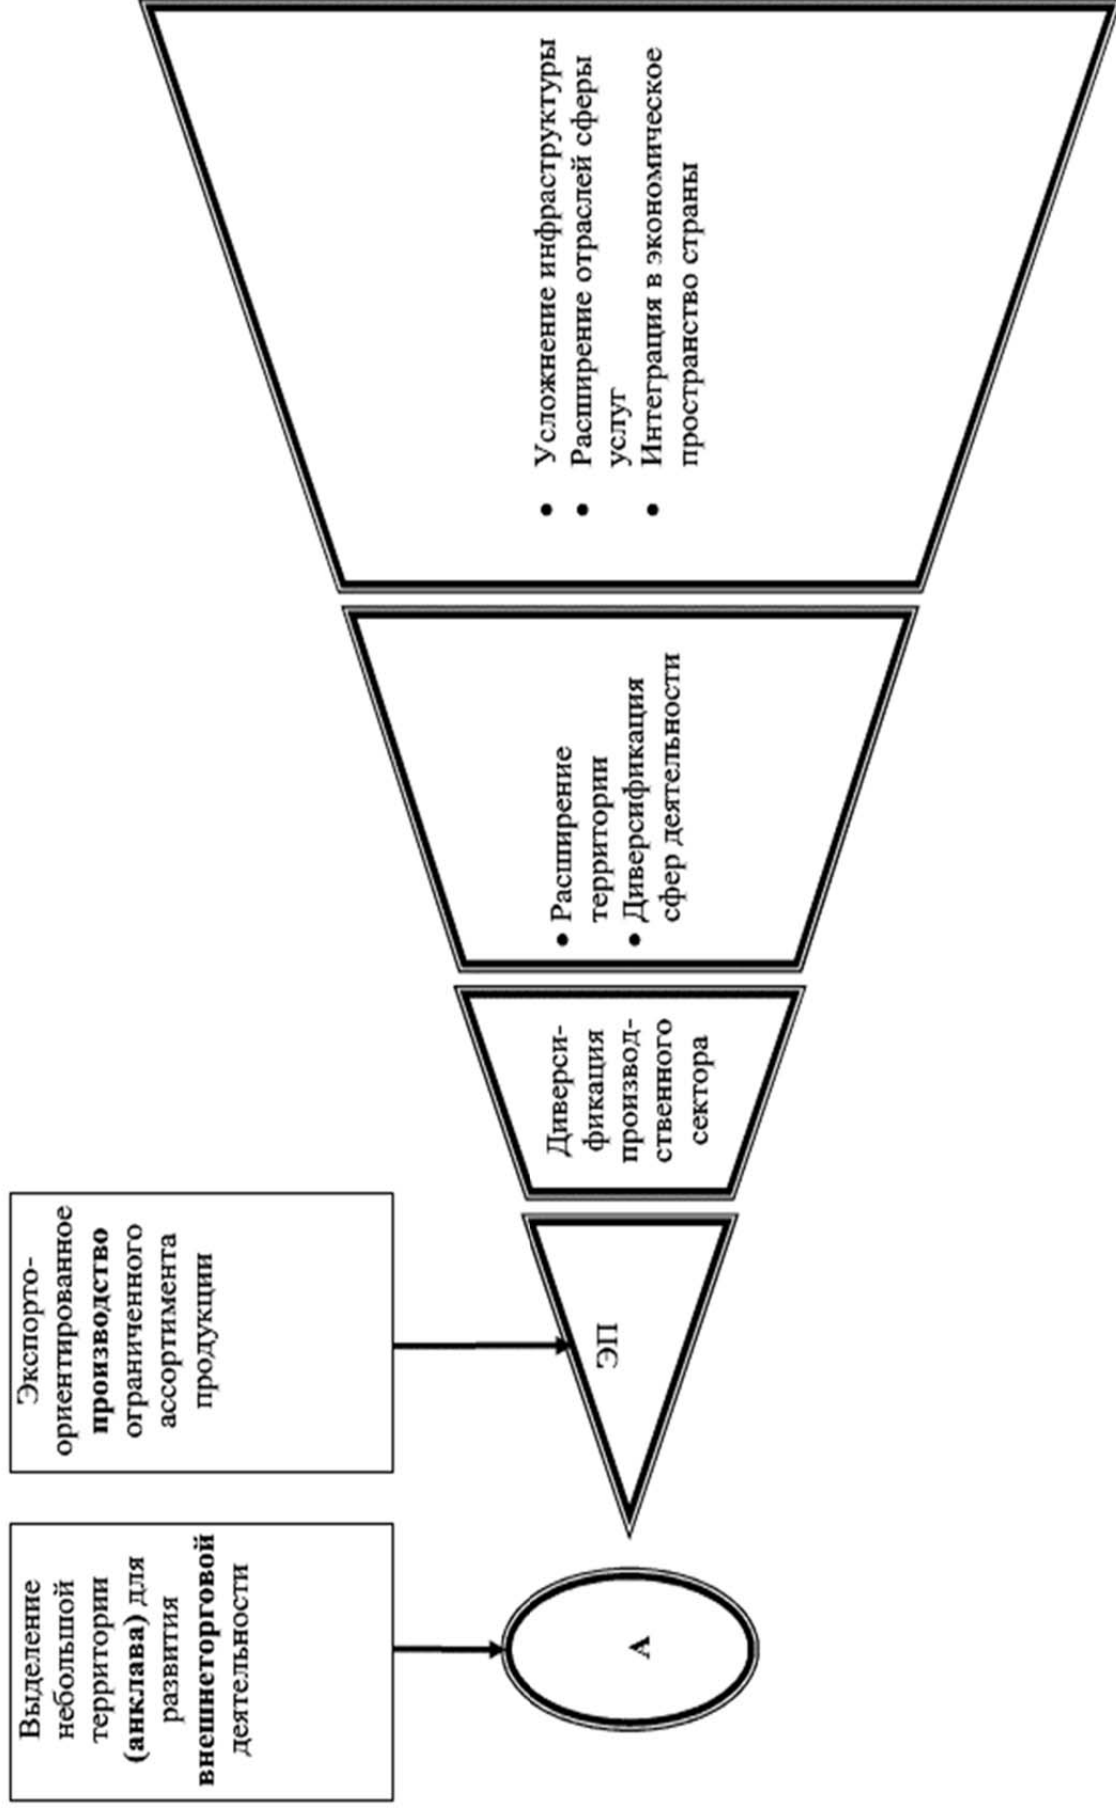 Выделение
небольшой
территории
(анклава) для
развития
внешнеторговой
деятельности
Экспорто-
ориентированное
производство
ограниченного
ассортимента
продукции
А
ЭП
Диверси-
фикация
производ-
ственного
сектора
• Расширение
территории
• Диверсификация
сфер деятельности
• Усложнение инфраструктуры
• Расширение отраслей сферы
услуг
• Интеграция в экономическое
пространство страны